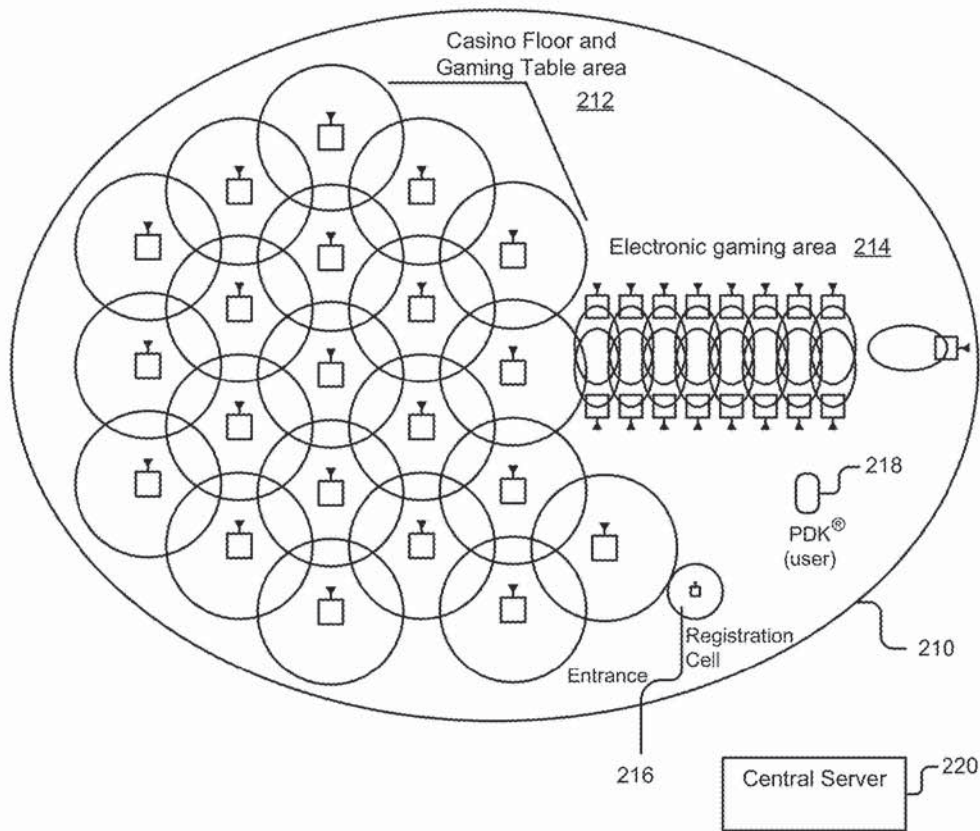 Casino Floor and
Gaming Table area
212
Electronic gaming area 214
218
PDK®
(user)
Registration
Cell
210
Entrance
216
Central Server
220